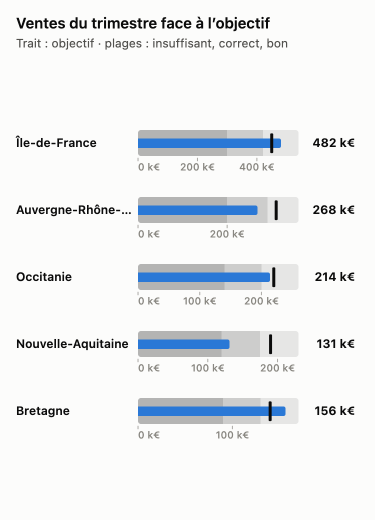 Ventes du trimestre face à l’objectif
Trait : objectif · plages : insuffisant, correct, bon
Île-de-France 482 k€
0 k€ 200 k€ 400 k€
Auvergne-Rhône-… 268 k€
0 k€ 200 k€
Occitanie 214 k€
0 k€ 100 k€ 200 k€
Nouvelle-Aquitaine 131 k€
0 k€ 100 k€ 200 k€
Bretagne 156 k€
0 k€ 100 k€